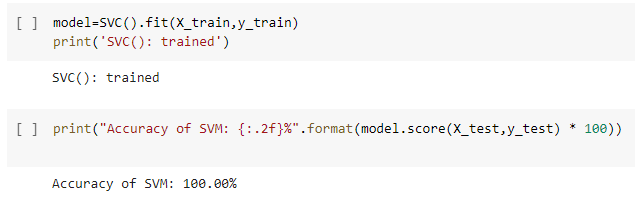 [ ] model=SVC().fit(X_train,y_train)
print('SVC(): trained')
SVC(): trained
[ ] print("Accuracy of SVM: {:.2f}%".format(model.score(X_test,y_test) * 100))
Accuracy of SVM: 100.00%